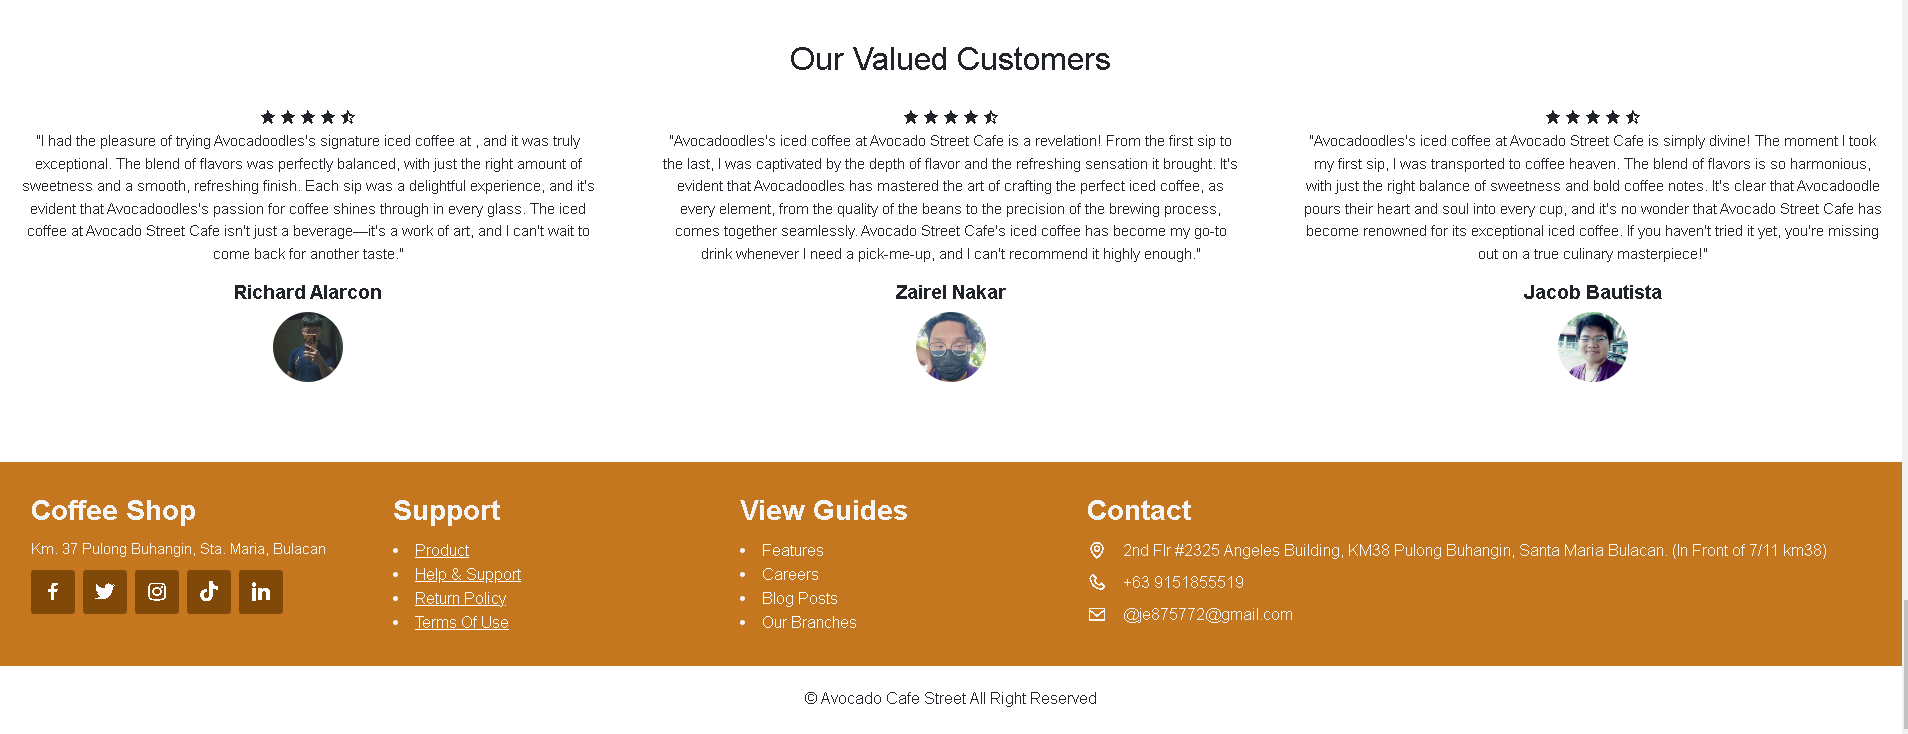 Our Valued Customers
"I had the pleasure of trying Avocadoodles's signature iced coffee at , and it was truly
exceptional. The blend of flavors was perfectly balanced, with just the right amount of
sweetness and a smooth, refreshing finish. Each sip was a delightful experience, and it's
evident that Avocadoodles's passion for coffee shines through in every glass. The iced
coffee at Avocado Street Cafe isn't just a beverage—it's a work of art, and I can't wait to
come back for another taste."
Richard Alarcon
"Avocadoodles's iced coffee at Avocado Street Cafe is a revelation! From the first sip to
the last, I was captivated by the depth of flavor and the refreshing sensation it brought. It's
evident that Avocadoodles has mastered the art of crafting the perfect iced coffee, as
every element, from the quality of the beans to the precision of the brewing process,
comes together seamlessly. Avocado Street Cafe's iced coffee has become my go-to
drink whenever I need a pick-me-up, and I can't recommend it highly enough."
Zairel Nakar
"Avocadoodles's iced coffee at Avocado Street Cafe is simply divine! The moment I took
my first sip, I was transported to coffee heaven. The blend of flavors is so harmonious,
with just the right balance of sweetness and bold coffee notes. It's clear that Avocadoodle
pours their heart and soul into every cup, and it's no wonder that Avocado Street Cafe has
become renowned for its exceptional iced coffee. If you haven't tried it yet, you're missing
out on a true culinary masterpiece!"
Jacob Bautista
Coffee Shop
Km. 37 Pulong Buhangin, Sta. Maria, Bulacan
Support
Product
Help & Support
Return Policy
Terms Of Use
View Guides
Features
Careers
Blog Posts
Our Branches
Contact
2nd Flr #2325 Angeles Building, KM38 Pulong Buhangin, Santa Maria Bulacan. (In Front of 7/11 km38)
+63 9151855519
@je875772@gmail.com
© Avocado Cafe Street All Right Reserved